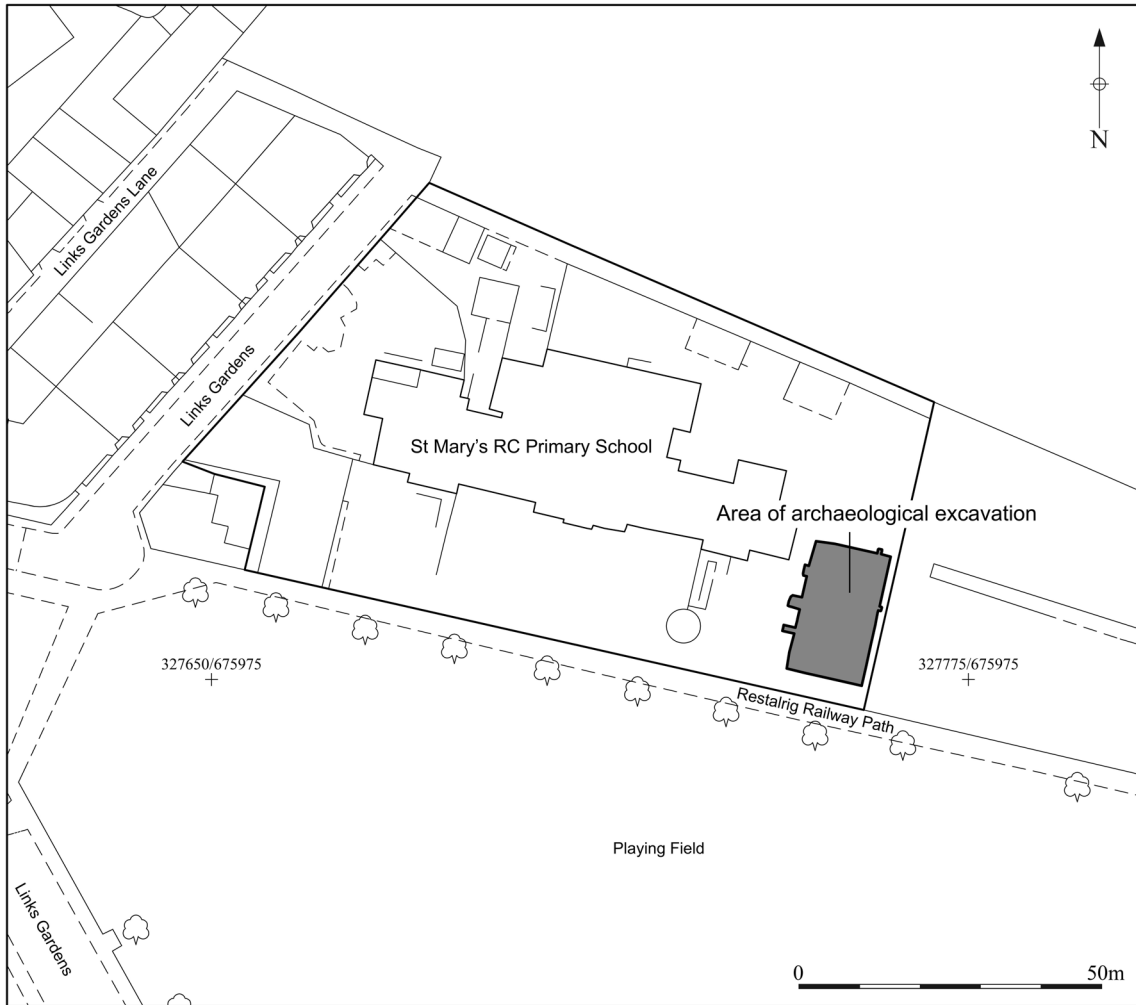 N
Links Gardens Lane
Links Gardens
St Mary's RC Primary School
Area of archaeological excavation
327650/675975
327775/675975
Restalrig Railway Path
Playing Field
Links Gardens
0
50m